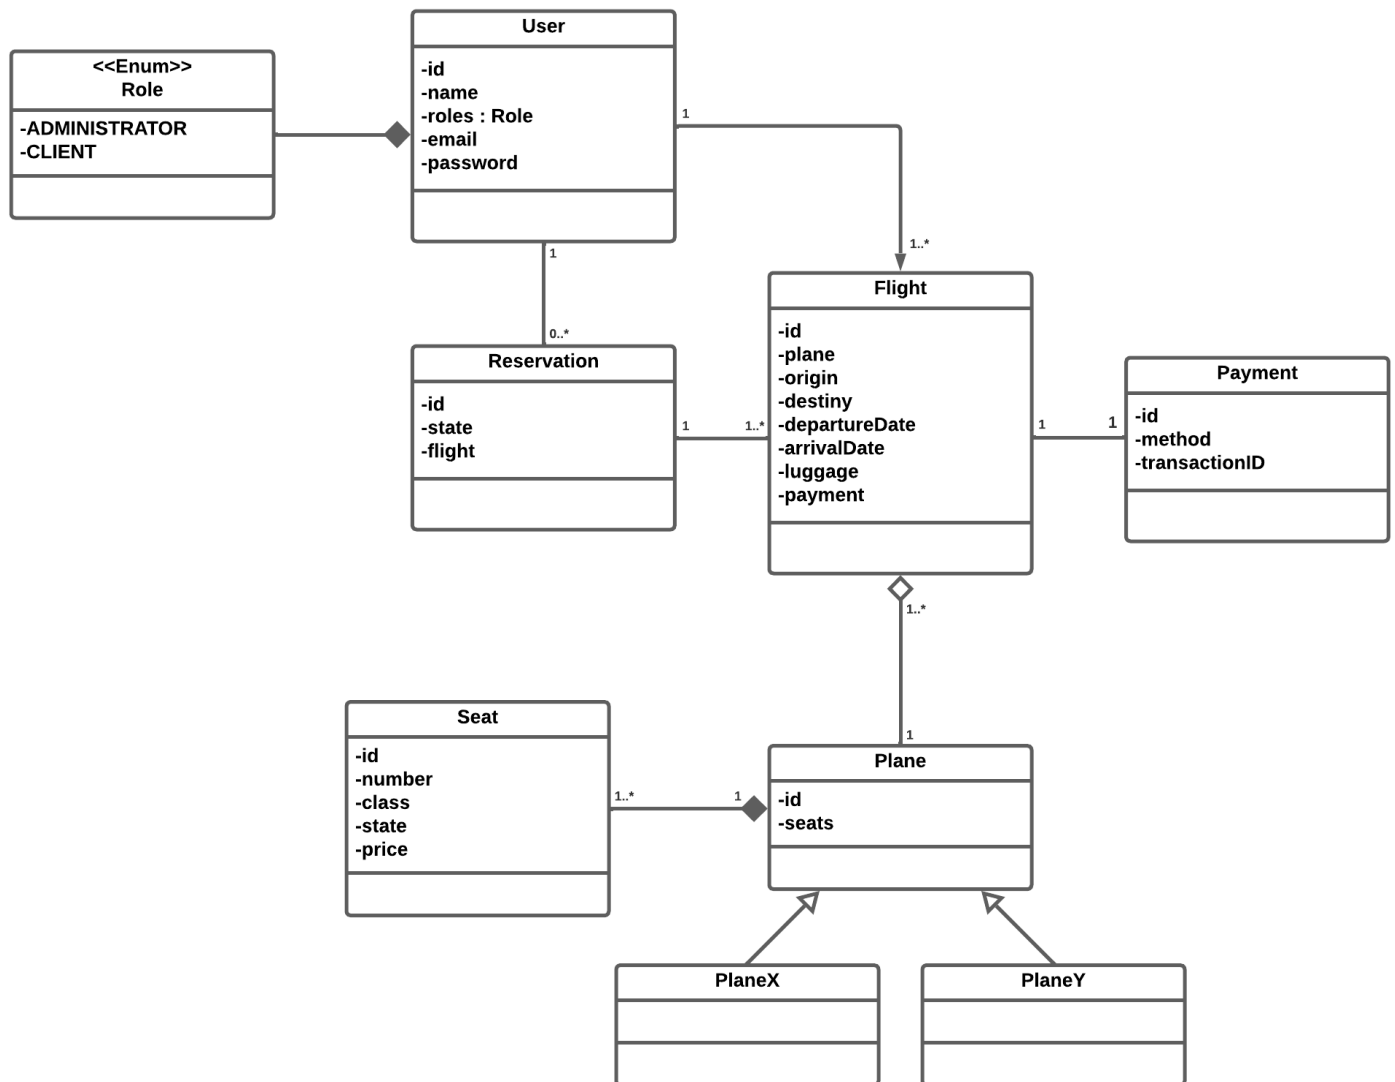 User
-id
-name
-roles : Role
-email
-password
<<Enum>>
Role
-ADMINISTRATOR
-CLIENT
1
1..*
1
0..*
Flight
-id
-plane
-origin
-destiny
-departureDate
-arrivalDate
-luggage
-payment
Reservation
-id
-state
-flight
1
1..*
1
1
Payment
-id
-method
-transactionID
1..*
1
Seat
-id
-number
-class
-state
-price
1..*
1
Plane
-id
-seats
PlaneX
PlaneY